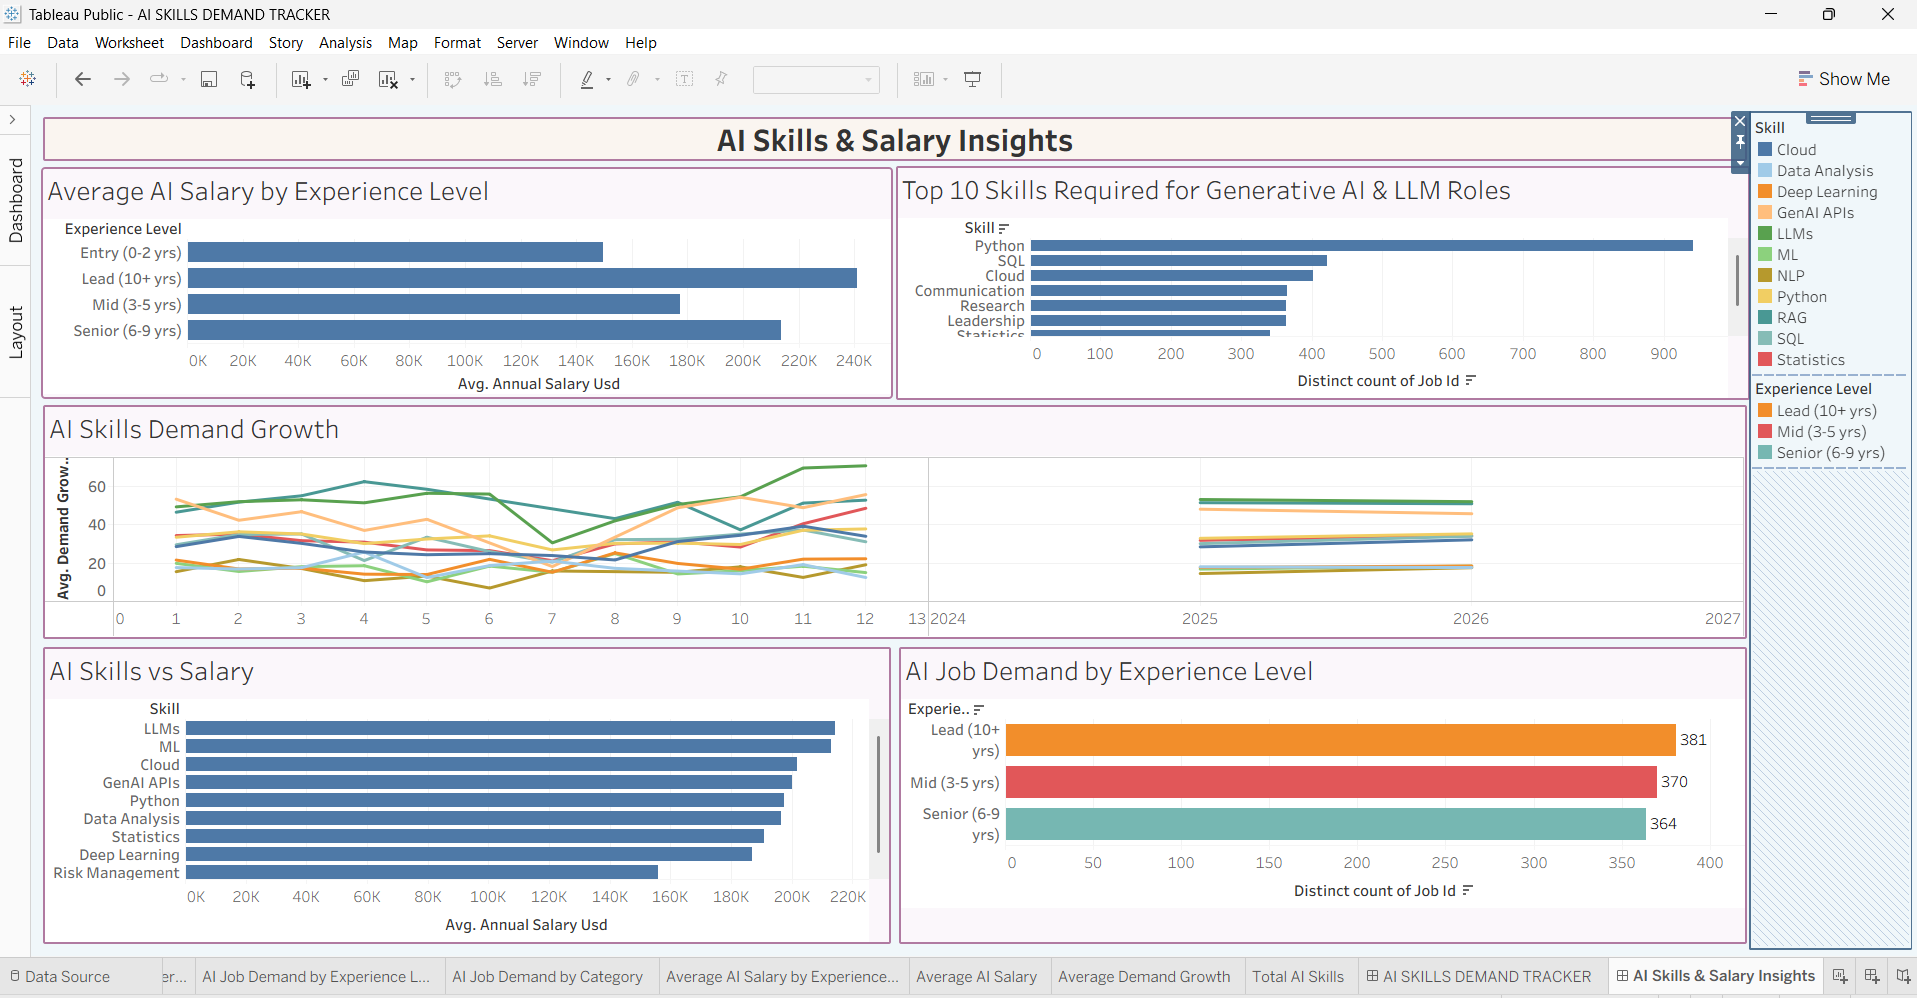 Tableau Public - AI SKILLS DEMAND TRACKER
File Data Worksheet Dashboard Story Analysis Map Format Server Window Help
Show Me
Dashboard
Layout
AI Skills & Salary Insights
Average AI Salary by Experience Level
Experience Level
Entry (0-2 yrs)
Lead (10+ yrs)
Mid (3-5 yrs)
Senior (6-9 yrs)
0K 20K 40K 60K 80K 100K 120K 140K 160K 180K 200K 220K 240K
Avg. Annual Salary Usd
Top 10 Skills Required for Generative AI & LLM Roles
Skill
Python
SQL
Cloud
Communication
Research
Leadership
Statistics
0 100 200 300 400 500 600 700 800 900
Distinct count of Job Id
AI Skills Demand Growth
Avg. Demand Grow..
60
40
20
0
0 1 2 3 4 5 6 7 8 9 10 11 12 13 2024 2025 2026 2027
AI Skills vs Salary
Skill
LLMs
ML
Cloud
GenAI APIs
Python
Data Analysis
Statistics
Deep Learning
Risk Management
0K 20K 40K 60K 80K 100K 120K 140K 160K 180K 200K 220K
Avg. Annual Salary Usd
AI Job Demand by Experience Level
Experie..
Lead (10+
yrs)
381
Mid (3-5 yrs)
370
Senior (6-9
yrs)
364
0 50 100 150 200 250 300 350 400
Distinct count of Job Id
Skill
Cloud
Data Analysis
Deep Learning
GenAI APIs
LLMs
ML
NLP
Python
RAG
SQL
Statistics
Experience Level
Lead (10+ yrs)
Mid (3-5 yrs)
Senior (6-9 yrs)
Data Source er... AI Job Demand by Experience L... AI Job Demand by Category Average AI Salary by Experience... Average AI Salary Average Demand Growth Total AI Skills AI SKILLS DEMAND TRACKER AI Skills & Salary Insights